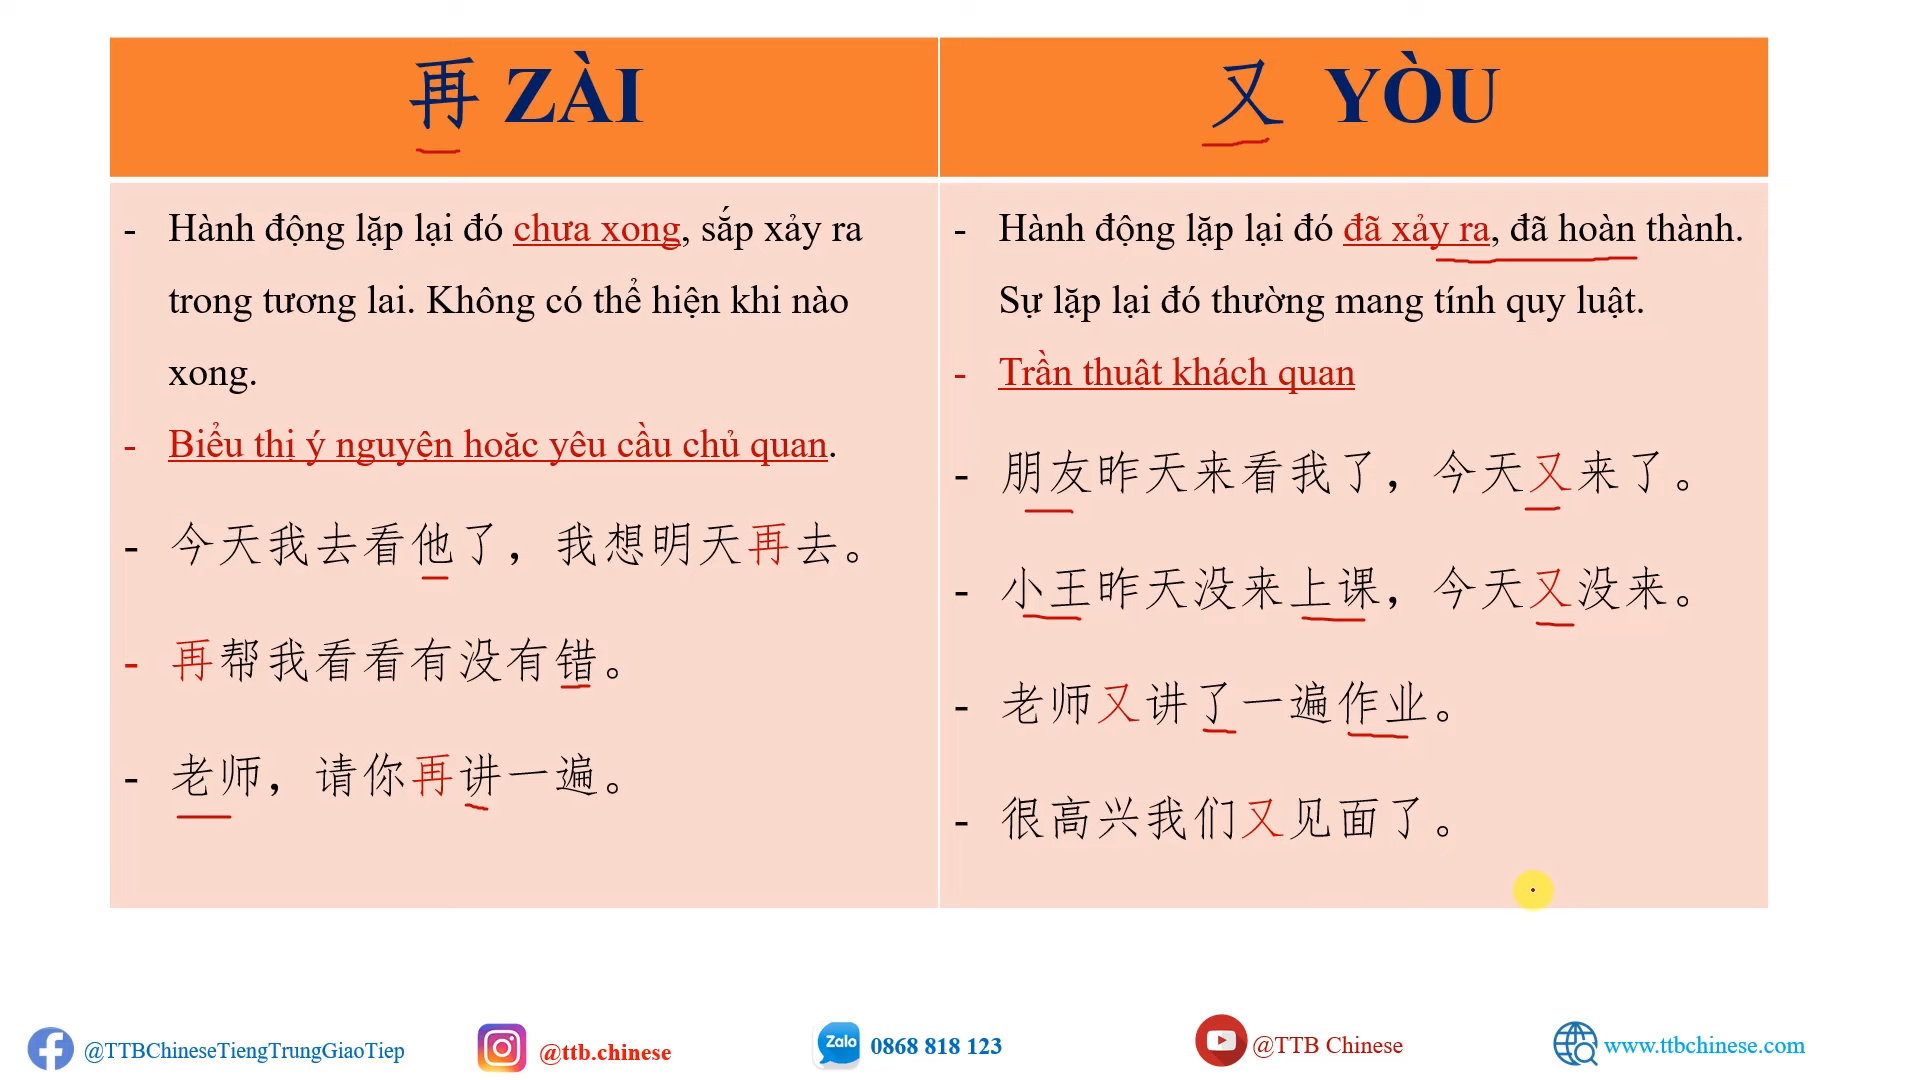 再 ZÀI
- Hành động lặp lại đó chưa xong, sắp xảy ra
trong tương lai. Không có thể hiện khi nào
xong.
- Biểu thị ý nguyện hoặc yêu cầu chủ quan.
- 今天我去看他了，我想明天再去。
- 再帮我看看有没有错。
- 老师，请你再讲一遍。
又 YÒU
- Hành động lặp lại đó đã xảy ra, đã hoàn thành.
Sự lặp lại đó thường mang tính quy luật.
- Trần thuật khách quan
- 朋友昨天来看我了，今天又来了。
- 小王昨天没来上课，今天又没来。
- 老师又讲了一遍作业。
- 很高兴我们又见面了。
@TTBChineseTiengTrungGiaoTiep
@ttb.chinese
Zalo 0868 818 123
@TTB Chinese
www.ttbchinese.com